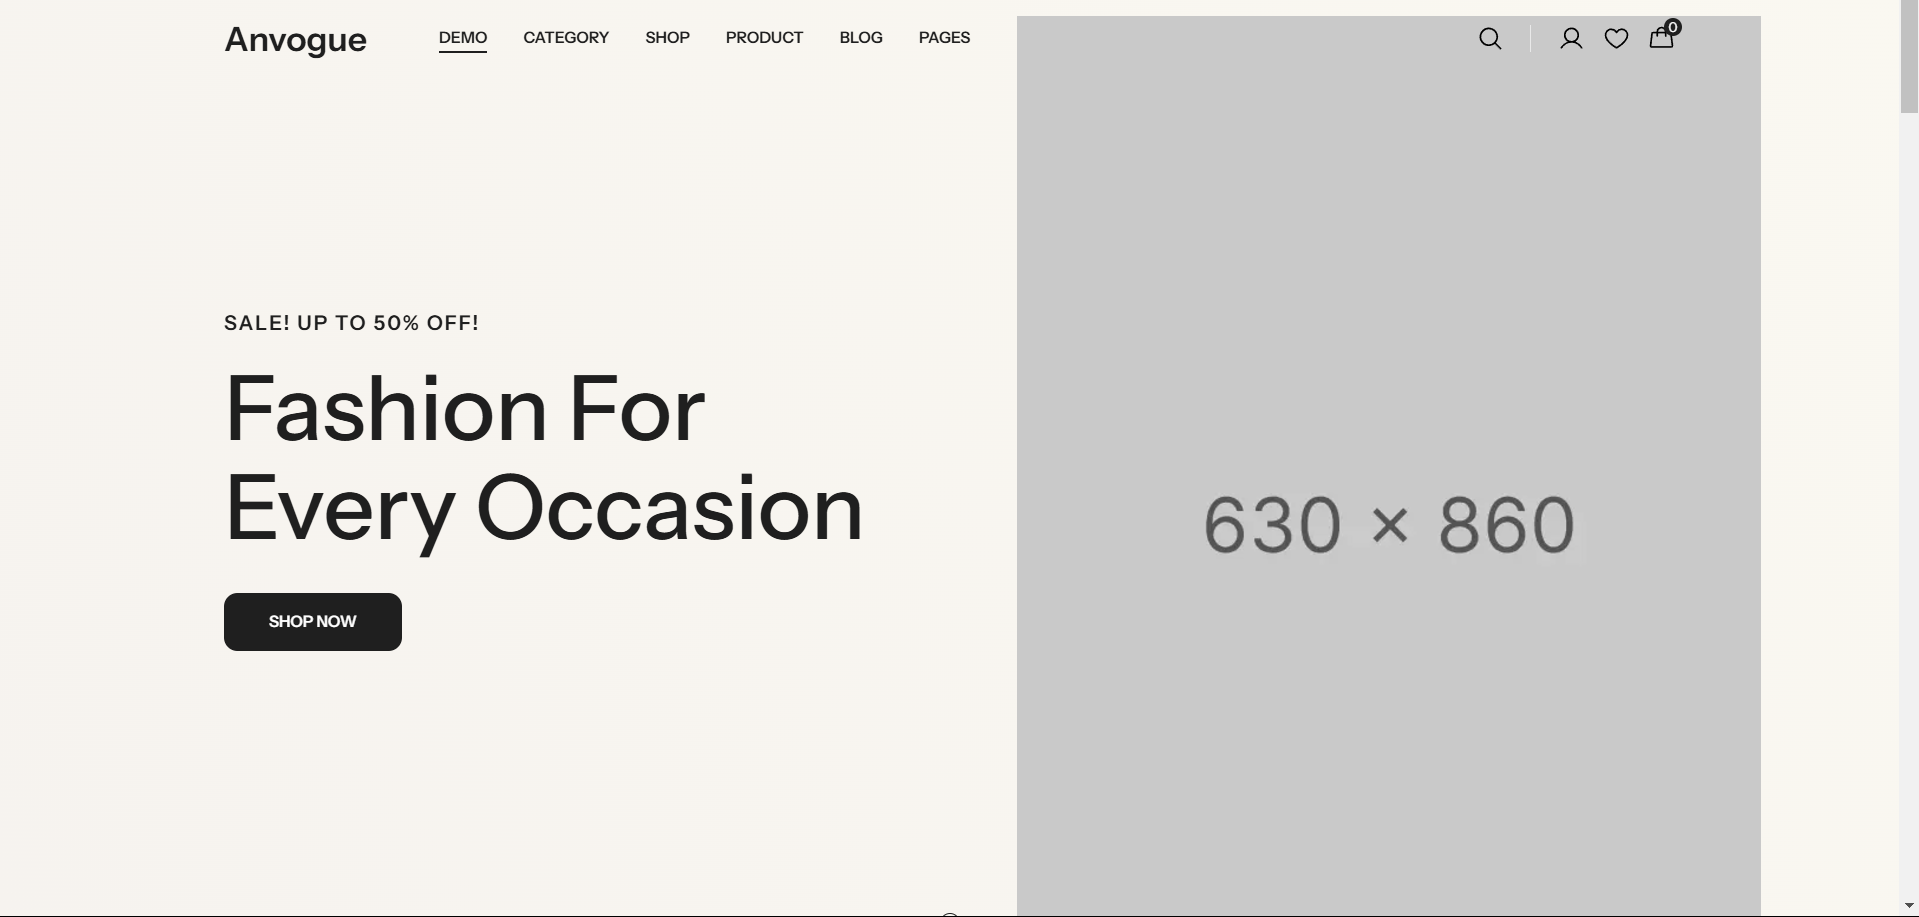 Anvogue
DEMO CATEGORY SHOP PRODUCT BLOG PAGES
0
SALE! UP TO 50% OFF!
Fashion For
Every Occasion
SHOP NOW
630 × 860